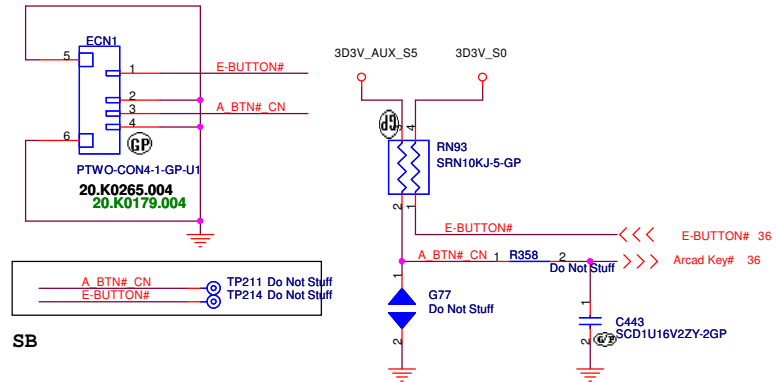 ECN1
5
1
E-BUTTON#
2
3
A_BTN#_CN
4
6
GP
PTWO-CON4-1-GP-U1
20.K0265.004
20.K0179.004
A_BTN#_CN
TP211 Do Not Stuff
E-BUTTON#
TP214 Do Not Stuff
SB
3D3V_AUX_S5
3D3V_S0
GP
3
4
RN93
SRN10KJ-5-GP
2
1
E-BUTTON#
E-BUTTON# 36
A_BTN#_CN
1
R358
2
Do Not Stuff
Arcad Key# 36
1
G77
Do Not Stuff
2
1
C443
SCD1U16V2ZY-2GP
2
G/P